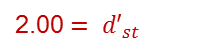 2.00 = d'st